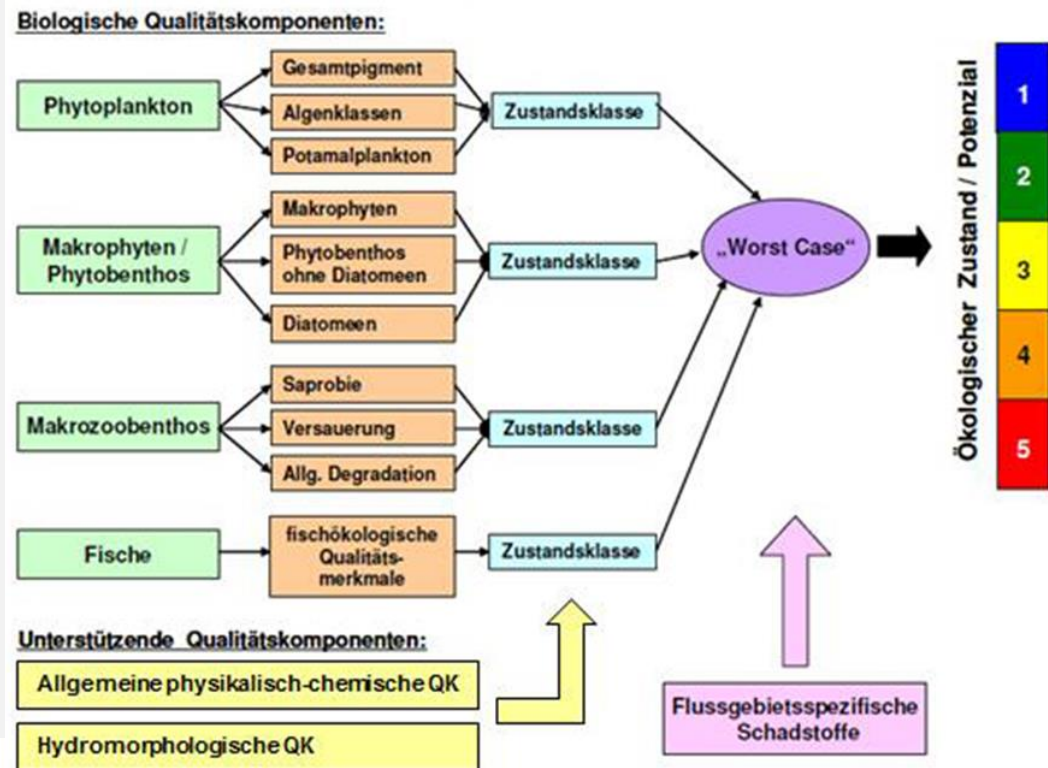 Biologische Qualitätskomponenten:
Phytoplankton
Gesamtpigment
Algenklassen
Potamalplankton
Zustandsklasse
Makrophyten /
Phytobenthos
Makrophyten
Phytobenthos
ohne Diatomeen
Diatomeen
Zustandsklasse
Makrozoobenthos
Saprobie
Versauerung
Allg. Degradation
Zustandsklasse
Fische
fischökologische
Qualitäts-
merkmale
Zustandsklasse
„Worst Case“
Ökologischer Zustand / Potenzial
1
2
3
4
5
Unterstützende Qualitätskomponenten:
Allgemeine physikalisch-chemische QK
Hydromorphologische QK
Flussgebietsspezifische
Schadstoffe